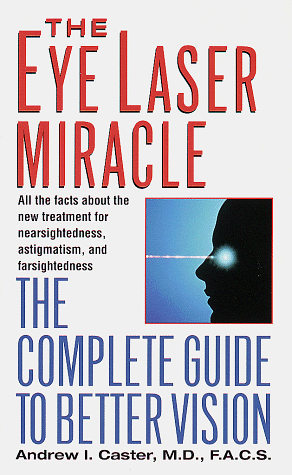 THE
EYE LASER
MIRACLE
All the facts about the
new treatment for
nearsightedness,
astigmatism, and
farsightedness
THE
COMPLETE GUIDE
TO BETTER VISION
Andrew I. Caster, M.D., F.A.C.S.